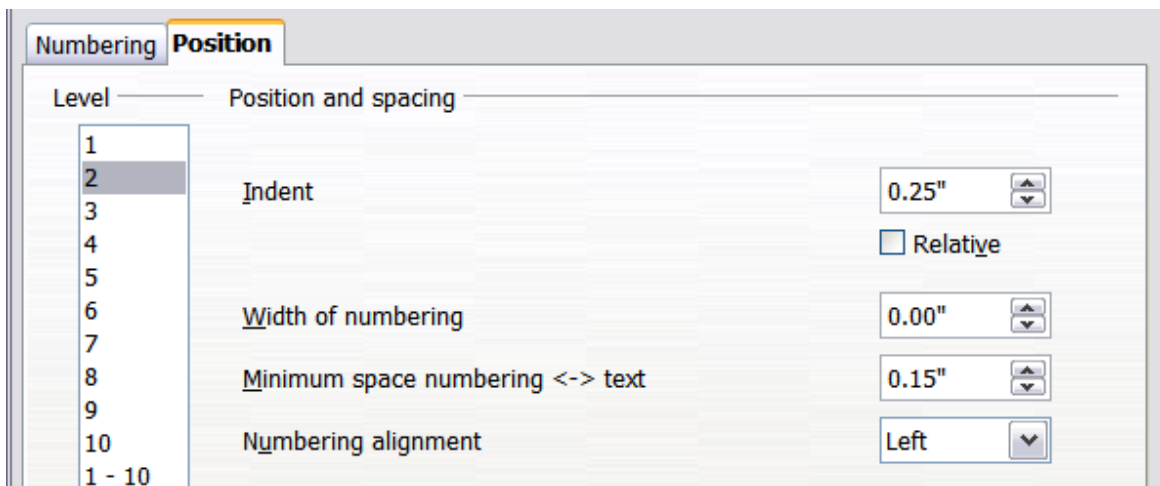 Numbering Position
Level Position and spacing
1
2 Indent 0.25"
3
4 Relative
5
6 Width of numbering 0.00"
7
8 Minimum space numbering <-> text 0.15"
9
10 Numbering alignment Left
1 - 10